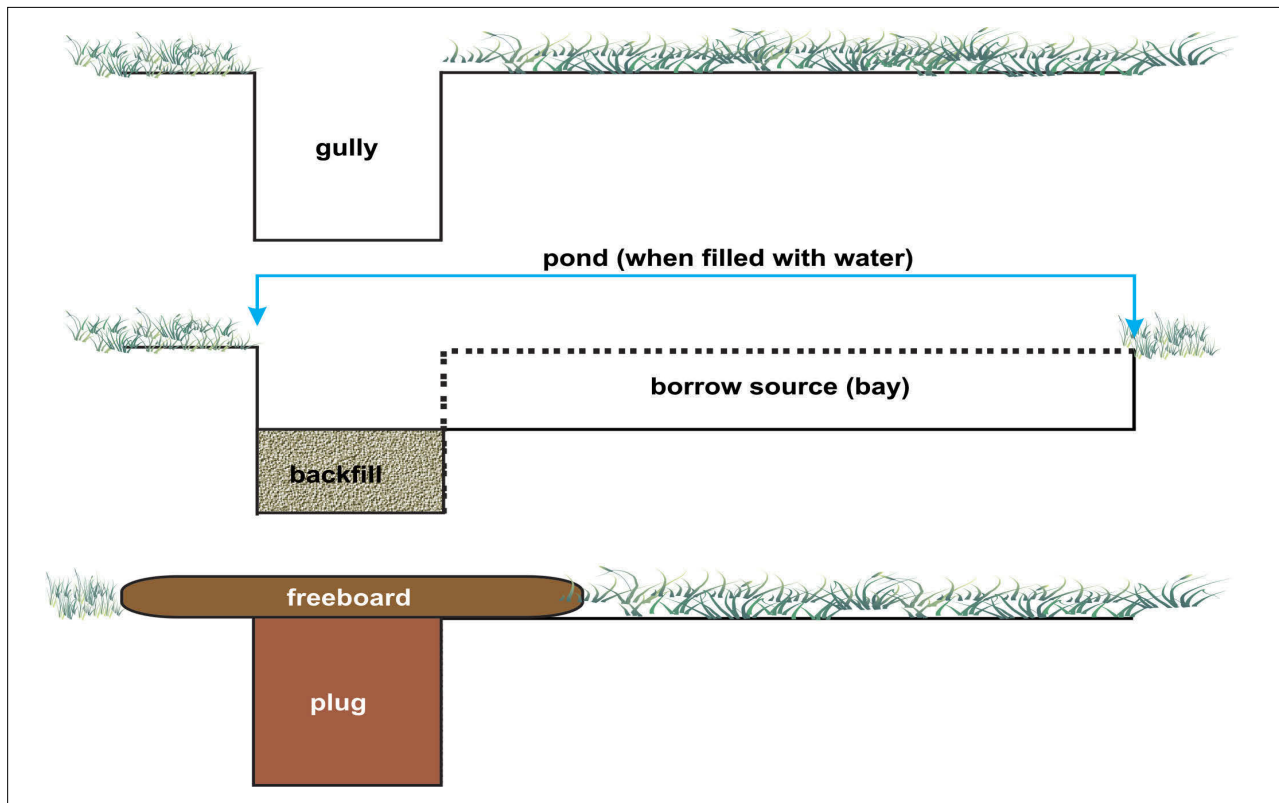 gully
pond (when filled with water)
borrow source (bay)
backfill
freeboard
plug